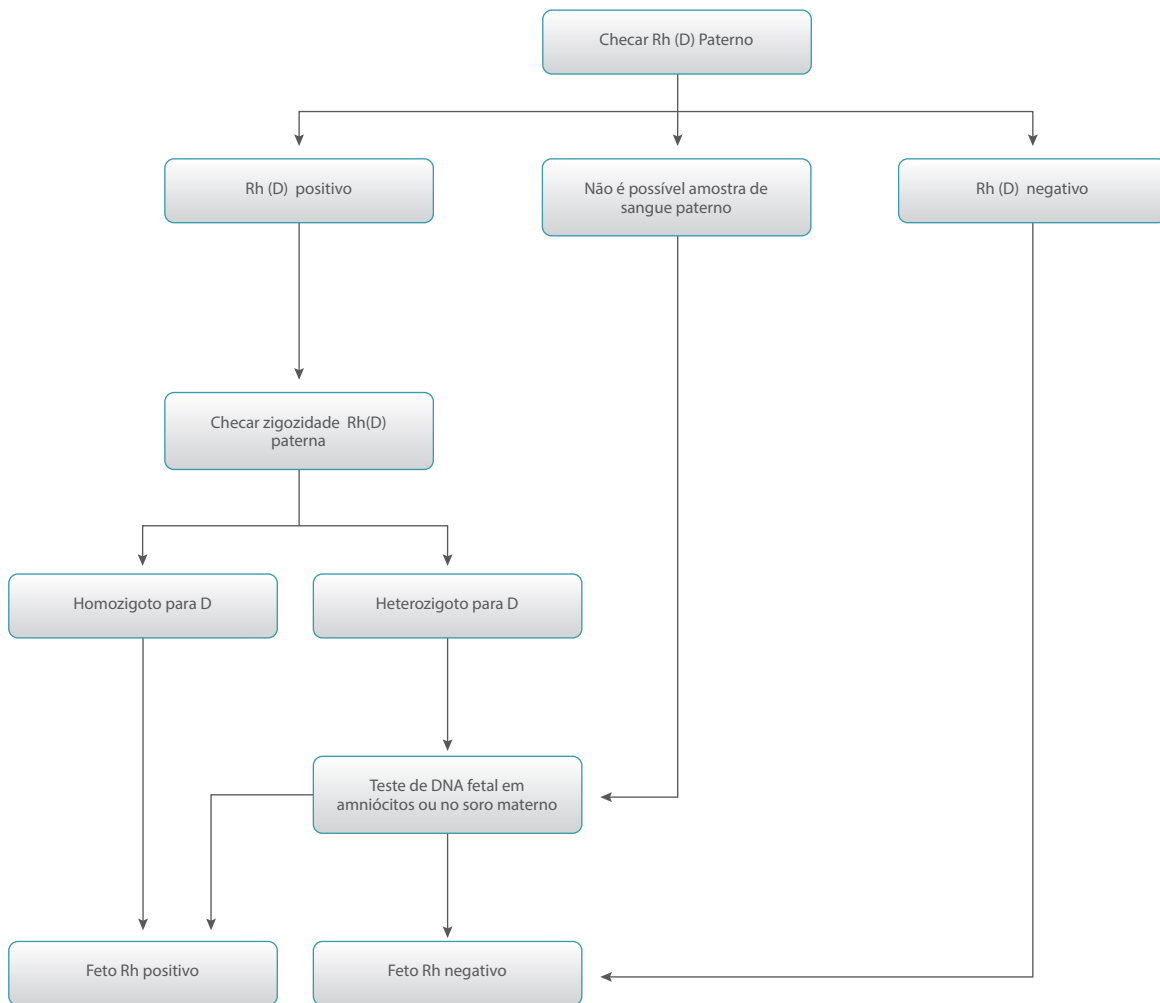 Checar Rh (D) Paterno
Rh (D) positivo
Não é possível amostra de
sangue paterno
Rh (D) negativo
Checar zigozidade Rh(D)
paterna
Homozigoto para D
Heterozigoto para D
Teste de DNA fetal em
amniócitos ou no soro materno
Feto Rh positivo
Feto Rh negativo